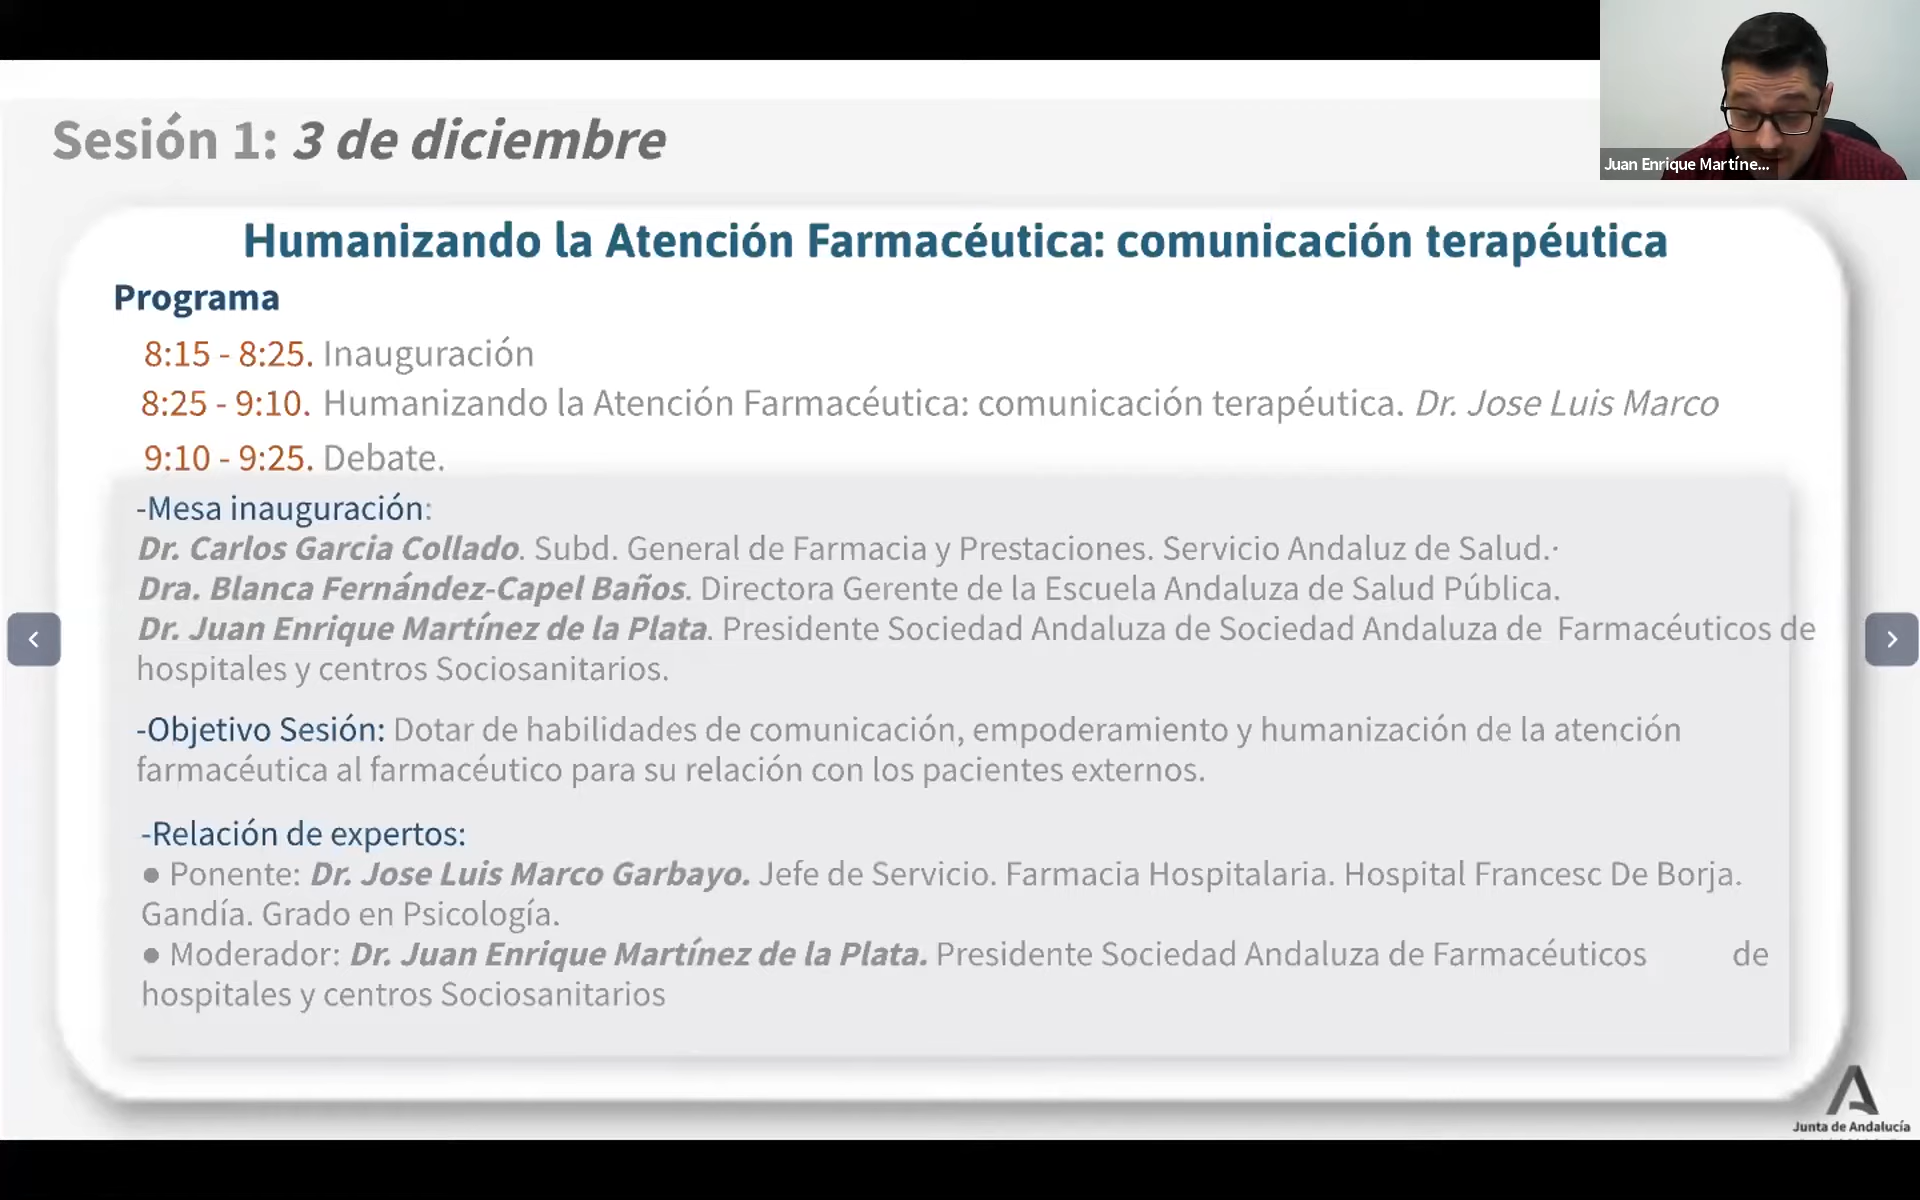 Juan Enrique Martíne...
Sesión 1: 3 de diciembre
Humanizando la Atención Farmacéutica: comunicación terapéutica
Programa
8:15 - 8:25. Inauguración
8:25 - 9:10. Humanizando la Atención Farmacéutica: comunicación terapéutica. Dr. Jose Luis Marco
9:10 - 9:25. Debate.
-Mesa inauguración:
Dr. Carlos Garcia Collado. Subd. General de Farmacia y Prestaciones. Servicio Andaluz de Salud.·
Dra. Blanca Fernández-Capel Baños. Directora Gerente de la Escuela Andaluza de Salud Pública.
Dr. Juan Enrique Martínez de la Plata. Presidente Sociedad Andaluza de Sociedad Andaluza de Farmacéuticos de
hospitales y centros Sociosanitarios.
-Objetivo Sesión: Dotar de habilidades de comunicación, empoderamiento y humanización de la atención
farmacéutica al farmacéutico para su relación con los pacientes externos.
-Relación de expertos:
● Ponente: Dr. Jose Luis Marco Garbayo. Jefe de Servicio. Farmacia Hospitalaria. Hospital Francesc De Borja.
Gandía. Grado en Psicología.
● Moderador: Dr. Juan Enrique Martínez de la Plata. Presidente Sociedad Andaluza de Farmacéuticos de
hospitales y centros Sociosanitarios
Junta de Andalucía